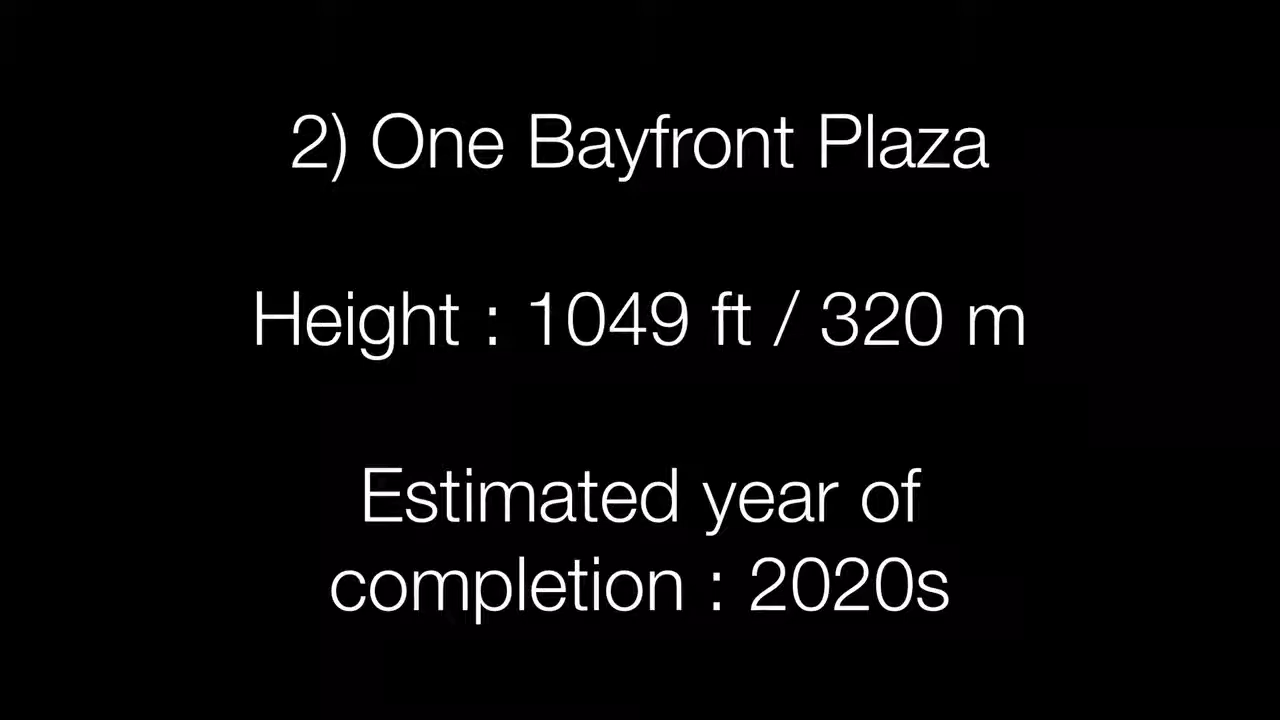 2) One Bayfront Plaza
Height : 1049 ft / 320 m
Estimated year of
completion : 2020s